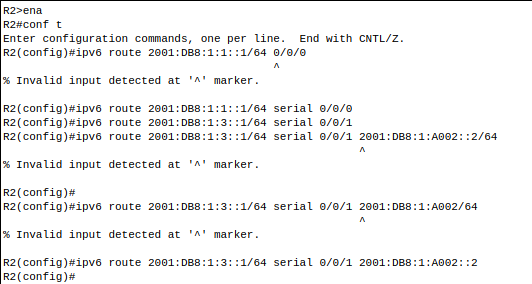 R2>ena
R2#conf t
Enter configuration commands, one per line.  End with CNTL/Z.
R2(config)#ipv6 route 2001:DB8:1:1::1/64 0/0/0
                                         ^
% Invalid input detected at '^' marker.

R2(config)#ipv6 route 2001:DB8:1:1::1/64 serial 0/0/0
R2(config)#ipv6 route 2001:DB8:1:3::1/64 serial 0/0/1
R2(config)#ipv6 route 2001:DB8:1:3::1/64 serial 0/0/1 2001:DB8:1:A002::2/64
                                                      ^
% Invalid input detected at '^' marker.

R2(config)#
R2(config)#ipv6 route 2001:DB8:1:3::1/64 serial 0/0/1 2001:DB8:1:A002/64
                                                      ^
% Invalid input detected at '^' marker.

R2(config)#ipv6 route 2001:DB8:1:3::1/64 serial 0/0/1 2001:DB8:1:A002::2
R2(config)#